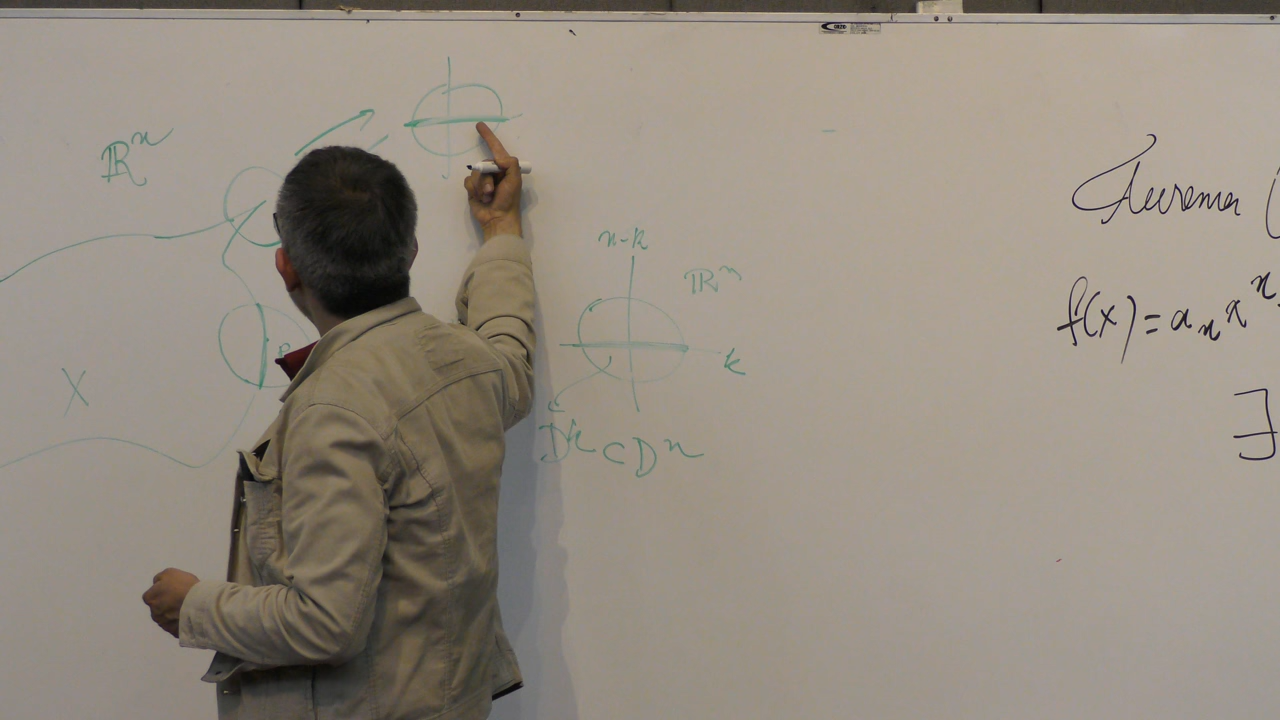 ℝⁿ
X
n-k
ℝⁿ
k
Dᵏ ⊂ Dⁿ
Teorema (
f(x) = aₙxⁿ
∃